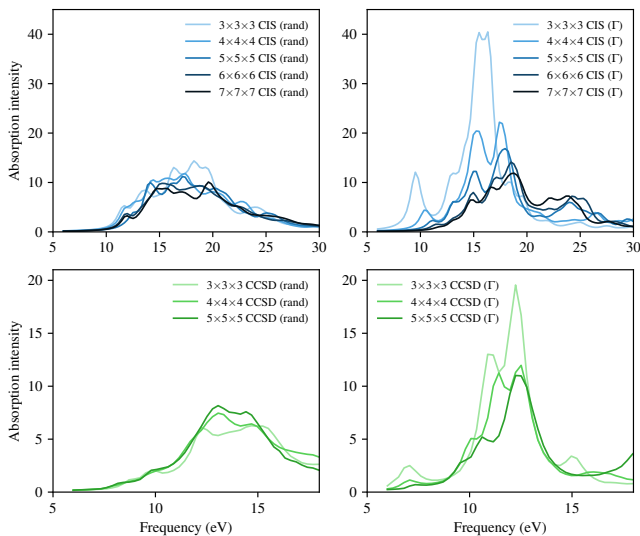 Absorption intensity
40
30
20
10
0
5 10 15 20 25 30
3×3×3 CIS (rand)
4×4×4 CIS (rand)
5×5×5 CIS (rand)
6×6×6 CIS (rand)
7×7×7 CIS (rand)
40
30
20
10
0
5 10 15 20 25 30
3×3×3 CIS (Γ)
4×4×4 CIS (Γ)
5×5×5 CIS (Γ)
6×6×6 CIS (Γ)
7×7×7 CIS (Γ)
Absorption intensity
20
15
10
5
0
5 10 15
3×3×3 CCSD (rand)
4×4×4 CCSD (rand)
5×5×5 CCSD (rand)
Frequency (eV)
20
15
10
5
0
5 10 15
3×3×3 CCSD (Γ)
4×4×4 CCSD (Γ)
5×5×5 CCSD (Γ)
Frequency (eV)